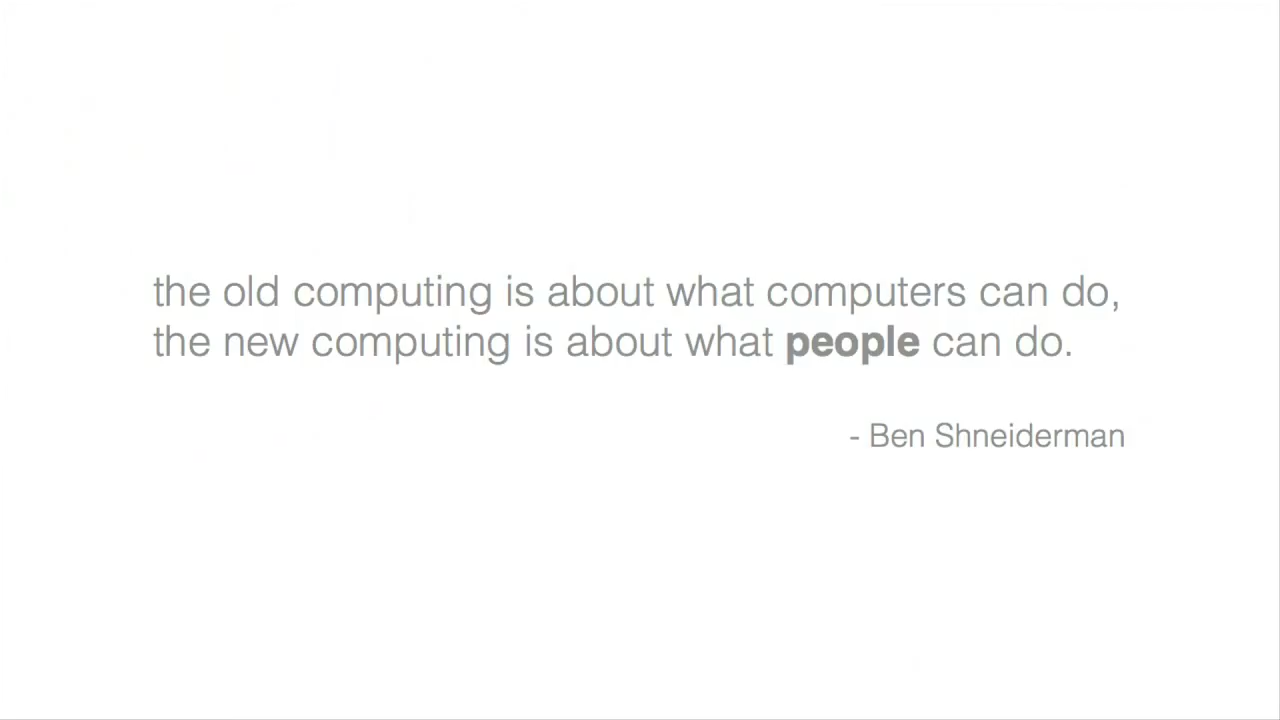 the old computing is about what computers can do,
the new computing is about what people can do.
- Ben Shneiderman